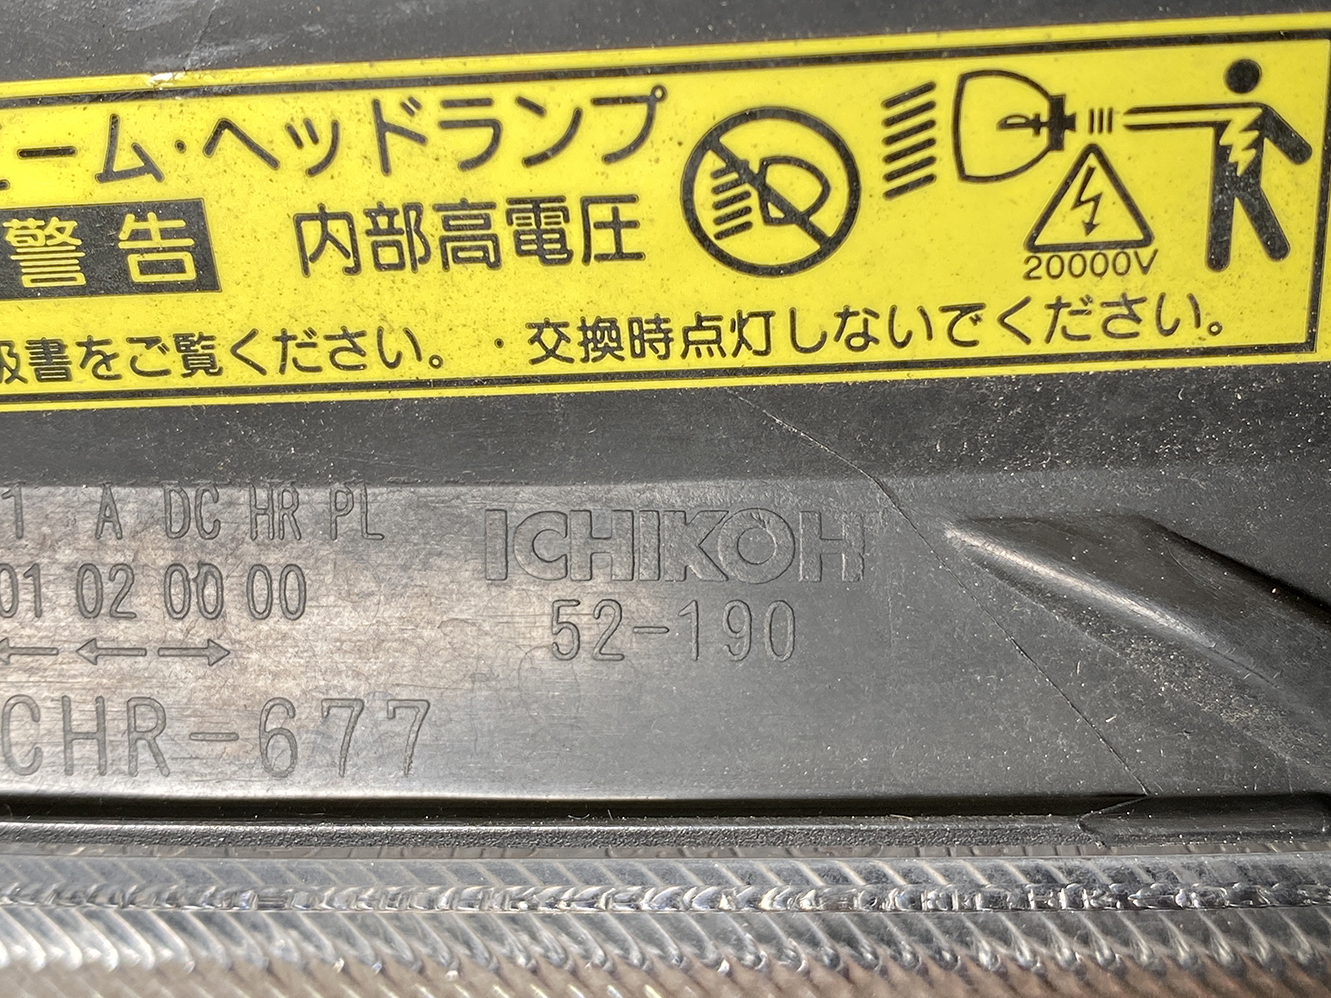 ーム・ヘッドランプ
警告 内部高電圧
20000V
扱書をご覧ください。 ・交換時点灯しないでください。
1 A DC HR PL
01 02 00 00
ICHIKOH
52-190
CHR-677